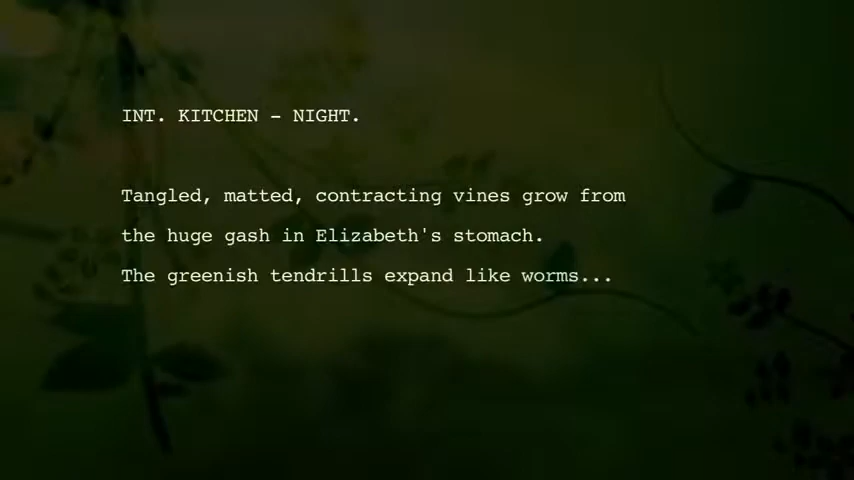 INT. KITCHEN - NIGHT.
Tangled, matted, contracting vines grow from
the huge gash in Elizabeth's stomach.
The greenish tendrills expand like worms...